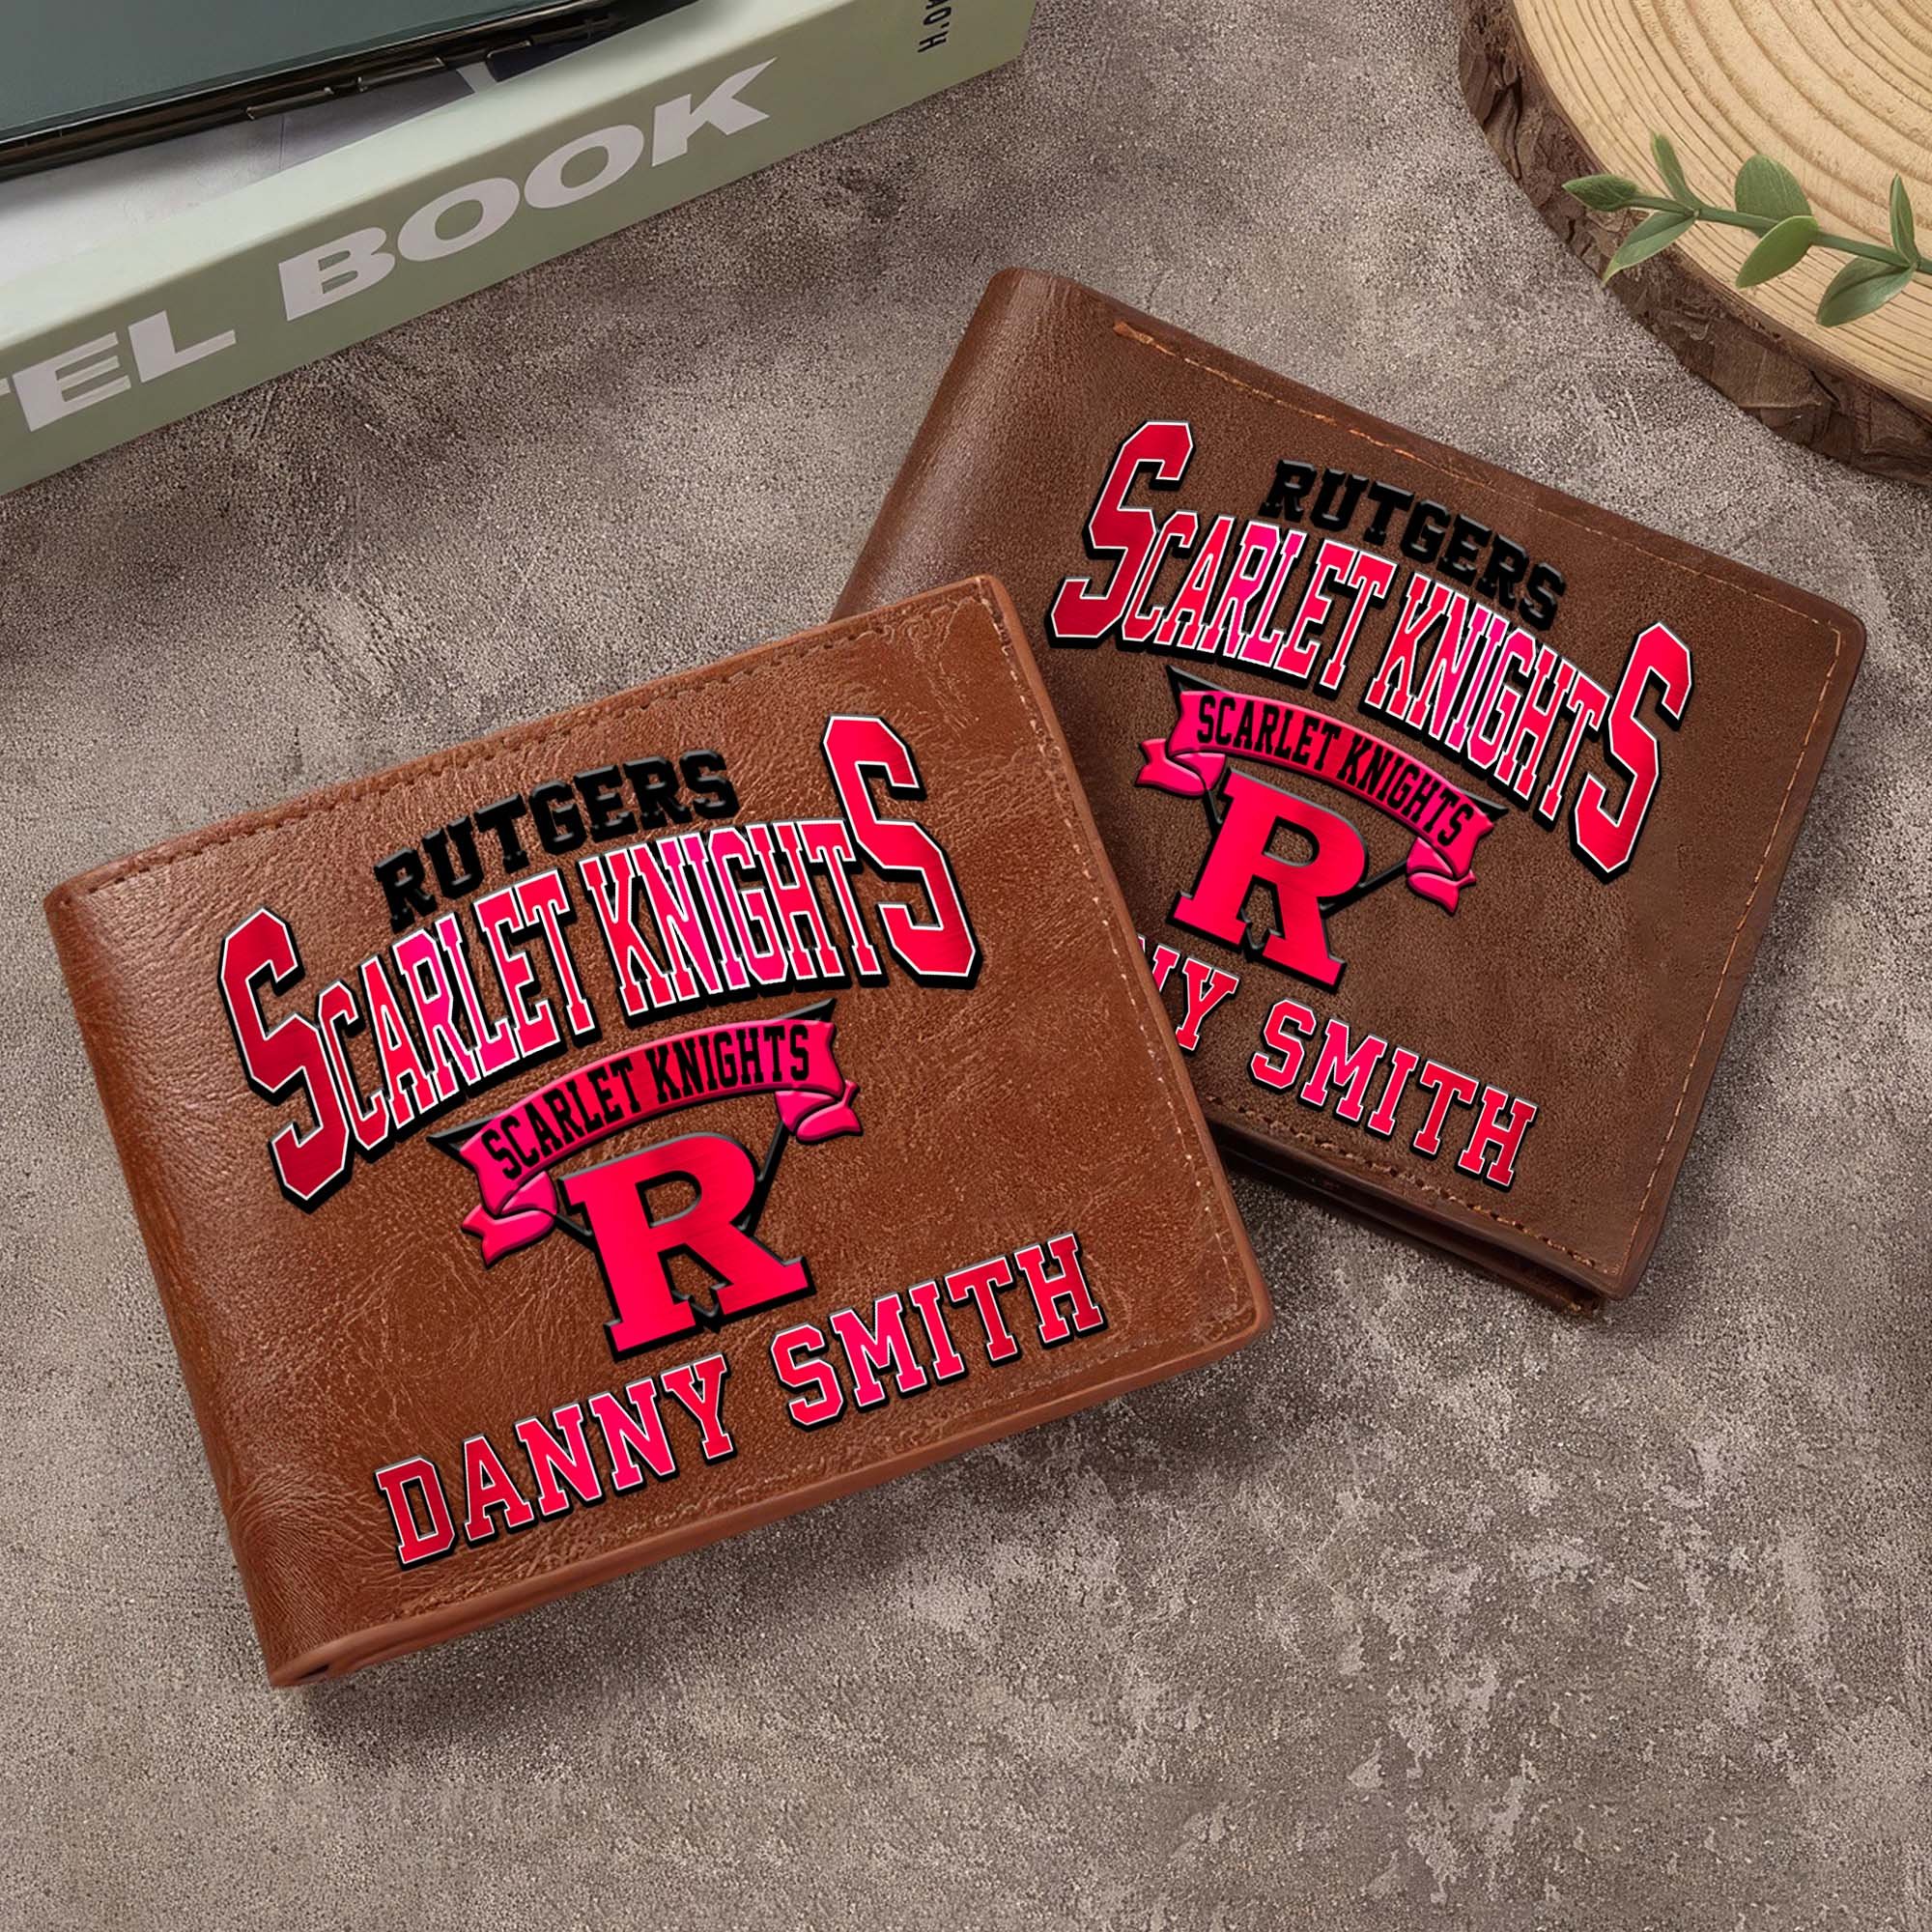 TEL BOOK
RUTGERS
SCARLET KNIGHTS
SCARLET KNIGHTS
R
DANNY SMITH
RUTGERS
SCARLET KNIGHTS
SCARLET KNIGHTS
R
NY SMITH